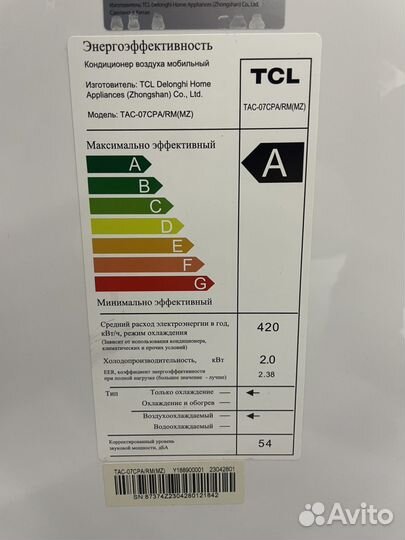 Изготовитель: TCL Delonghi Home Appliances (Zhongshan) Co., Ltd.
Сделано в Китае
Энергоэффективность
Кондиционер воздуха мобильный
Изготовитель: TCL Delonghi Home
Appliances (Zhongshan) Co., Ltd.
Модель: TAC-07CPA/RM(MZ)
TCL
TAC-07CPA/RM(MZ)
Максимально эффективный
A
B
C
D
E
F
G
A
Минимально эффективный
Средний расход электроэнергии в год,
кВт/ч, режим охлаждения
(Зависит от использования кондиционера,
климатических и прочих условий)
420
Холодопроизводительность, кВт
2.0
EER, коэффициент энергоэффективности
при полной нагрузке (большее значение - лучше)
2.38
Тип Только охлаждение —
Охлаждение и обогрев —
Воздухоохлаждаемый —
Водоохлаждаемый —
Корректированный уровень
звуковой мощности, дБА
54
TAC-07CPA/RM(MZ) Y188900001 23042801
SN:87374Z2304280121842
Avito